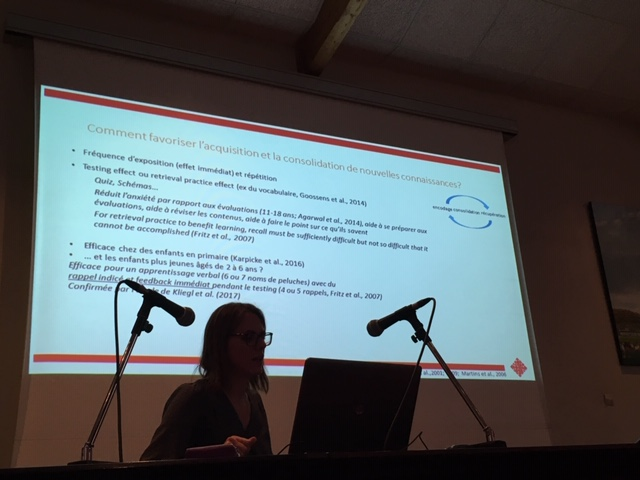 Comment favoriser l'acquisition et la consolidation de nouvelles connaissances?
• Fréquence d'exposition (effet immédiat) et répétition
• Testing effect ou retrieval practice effect (ex du vocabulaire, Goossens et al., 2014)
Quiz, Schémas...
Réduit l'anxiété par rapport aux évaluations (11-18 ans; Agarwol et al., 2014), aide à se préparer aux
évaluations, aide à réviser les contenus, aide à faire le point sur ce qu'ils savent
For retrieval practice to benefit learning, recall must be sufficiently difficult but not so difficult that it
cannot be accomplished (Fritz et al., 2007)
encodage consolidation récupération
• Efficace chez des enfants en primaire (Karpicke et al., 2016)
• ... et les enfants plus jeunes âgés de 2 à 6 ans ?
Efficace pour un apprentissage verbal (6 ou 7 noms de peluches) avec du
rappel indicé et feedback immédiat pendant le testing (4 ou 5 rappels, Fritz et al., 2007)
Confirmée par de Kliegl et al. (2017)
Martins et al., 2006